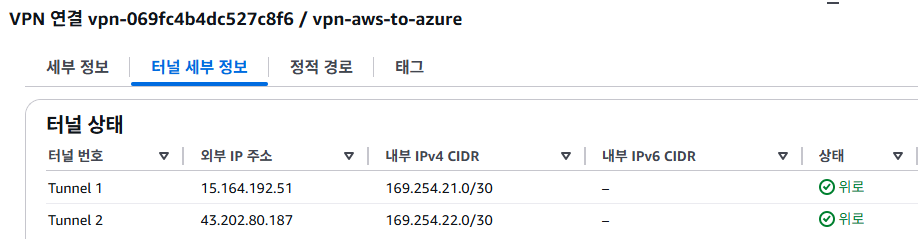 VPN 연결 vpn-069fc4b4dc527c8f6 / vpn-aws-to-azure
세부 정보 터널 세부 정보 정적 경로 태그
터널 상태
터널 번호 외부 IP 주소 내부 IPv4 CIDR 내부 IPv6 CIDR 상태
Tunnel 1 15.164.192.51 169.254.21.0/30 – 위로
Tunnel 2 43.202.80.187 169.254.22.0/30 – 위로